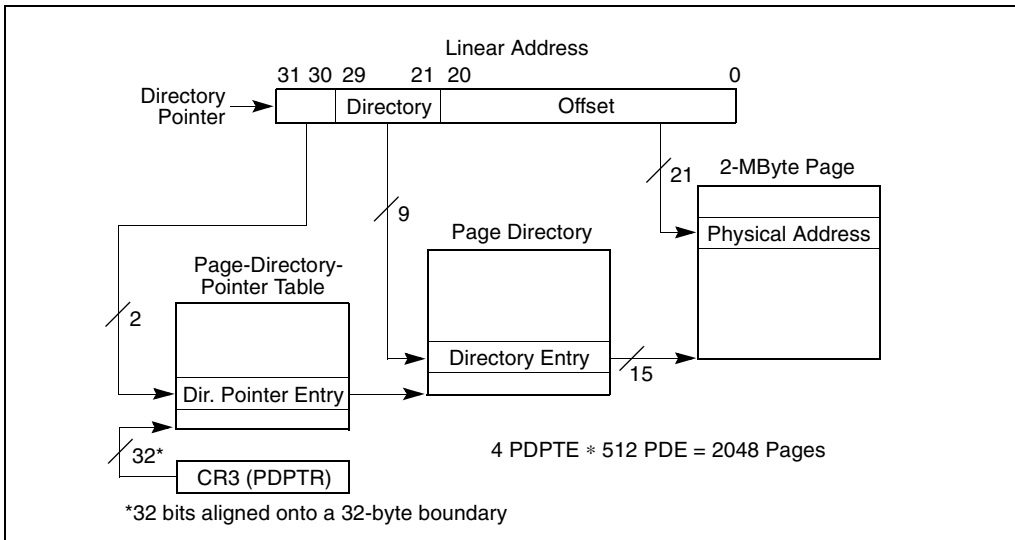 Linear Address
31 30 29 21 20 0
Directory
Pointer
Directory
Offset
21
2-MByte Page
9
Physical Address
Page Directory
Page-Directory-
Pointer Table
2
Directory Entry
15
Dir. Pointer Entry
32*
4 PDPTE * 512 PDE = 2048 Pages
CR3 (PDPTR)
*32 bits aligned onto a 32-byte boundary